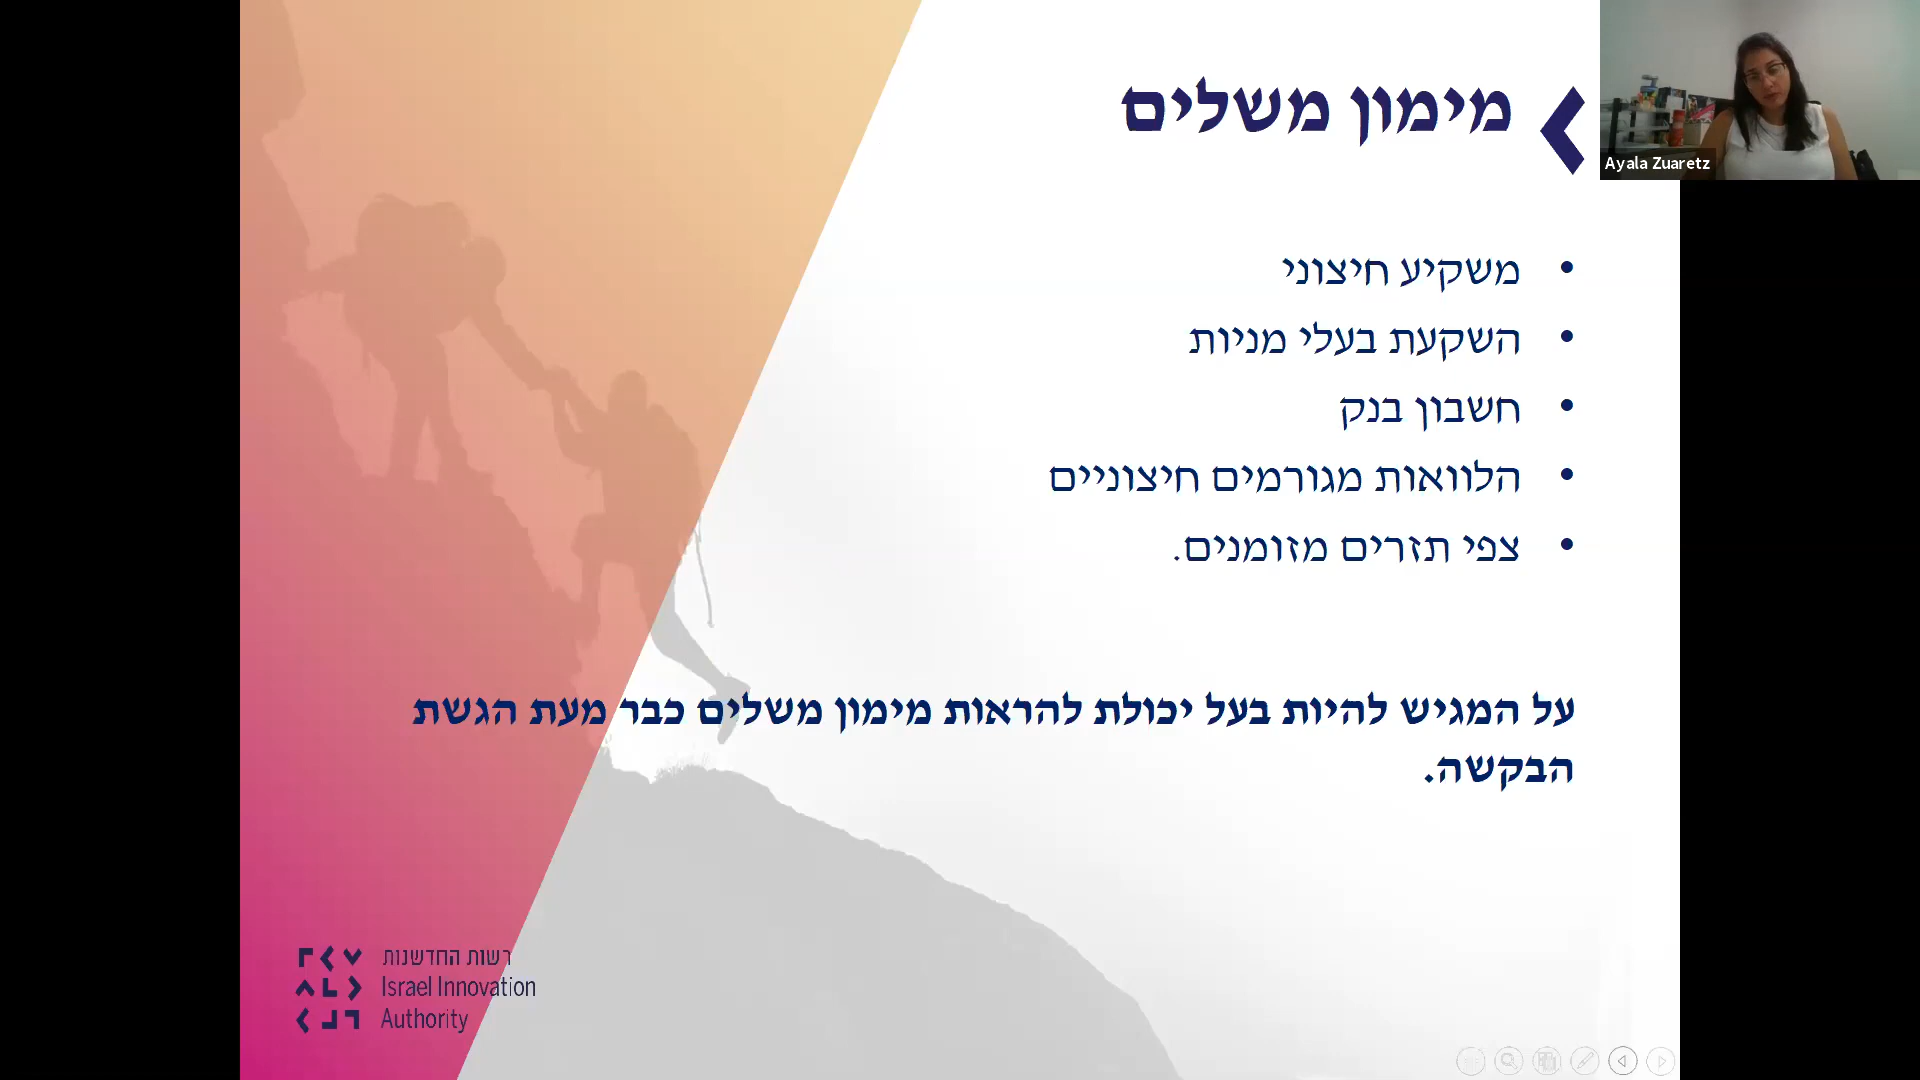 מימון משלים
Ayala Zuaretz
• משקיע חיצוני
• השקעת בעלי מניות
• חשבון בנק
• הלוואות מגורמים חיצוניים
• צפי תזרים מזומנים.
על המגיש להיות בעל יכולת להראות מימון משלים כבר מעת הגשת
הבקשה.
רשות החדשנות
Israel Innovation
Authority